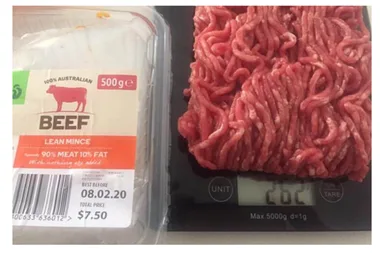 100% AUSTRALIAN
500g e
BEEF
LEAN MINCE
90% MEAT 10% FAT
BEST BEFORE
08.02.20
TOTAL PRICE
$7.50
UNIT
262
TARE
Max 5000g d=1g